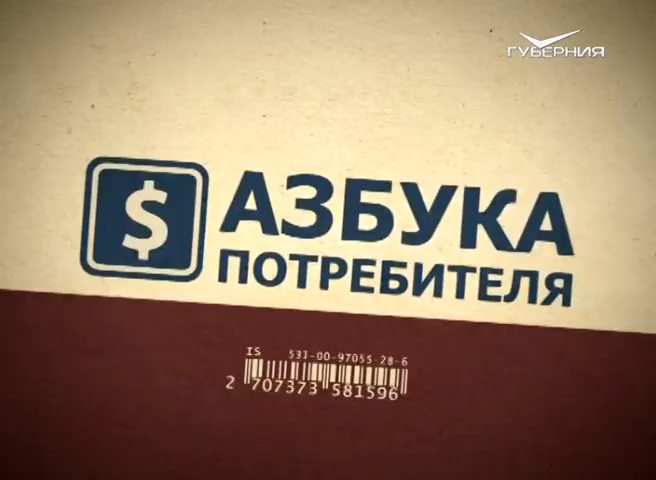 ГУБЕРНИЯ
$ АЗБУКА
ПОТРЕБИТЕЛЯ
IS 531-00-97055-28-6
2 707373 581596